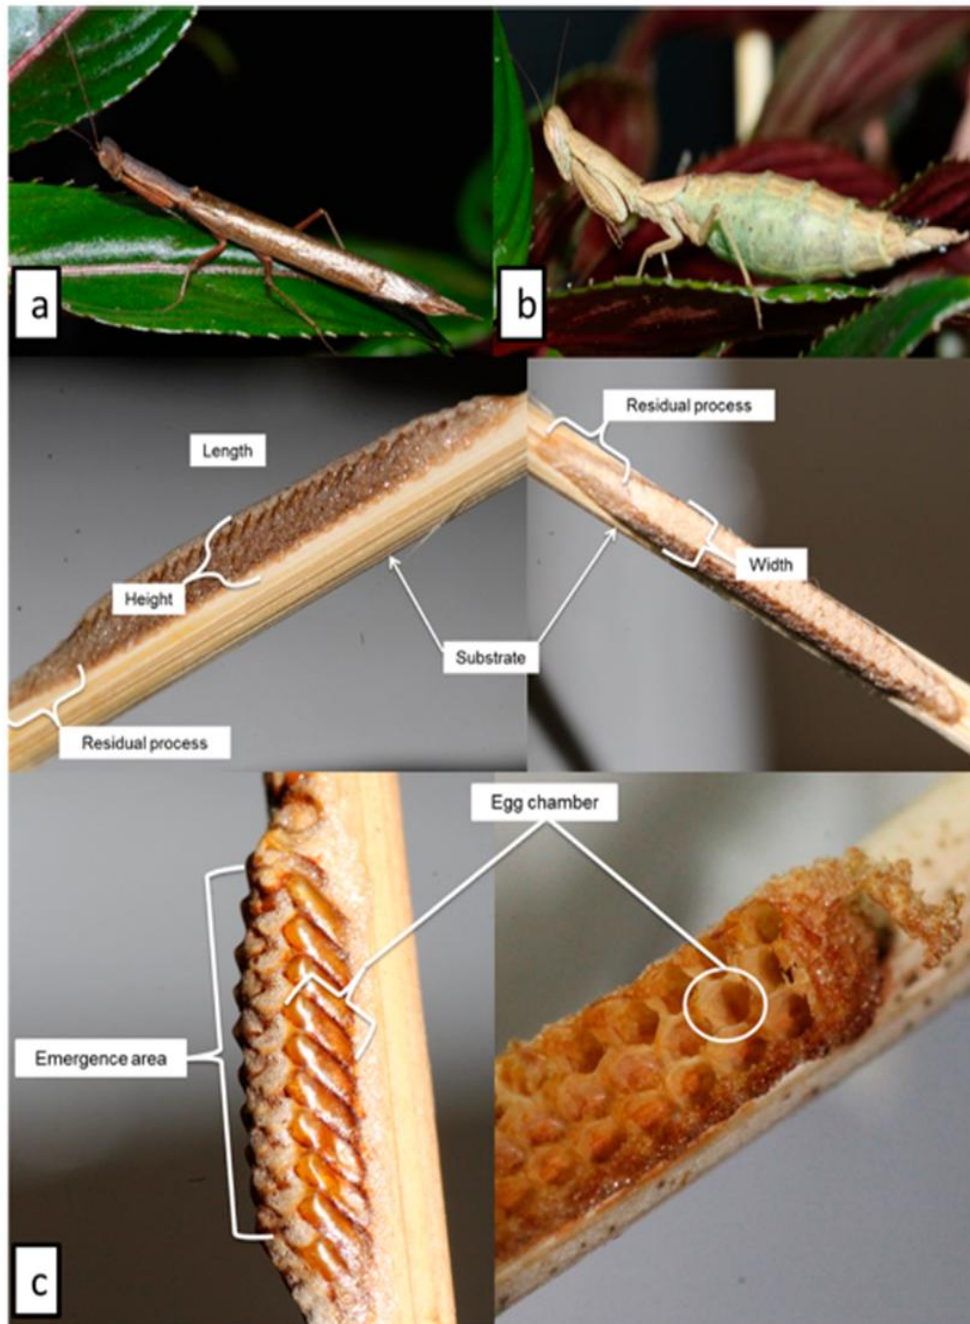 a
b
Residual process
Length
Width
Height
Substrate
Residual process
Egg chamber
Emergence area
c